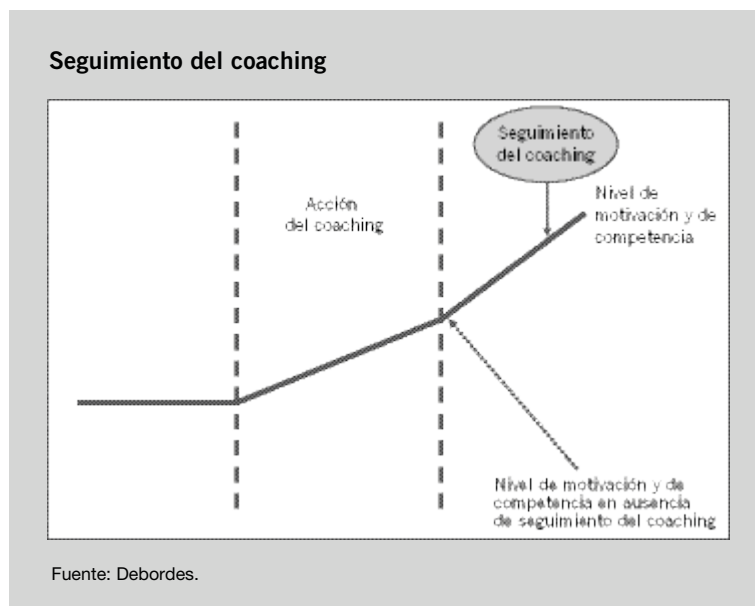 Seguimiento del coaching
Seguimiento
del coaching
Acción
del coaching
Nivel de
motivación y de
competencia
Nivel de motivación y de
competencia en ausencia
de seguimiento del coaching
Fuente: Debordes.